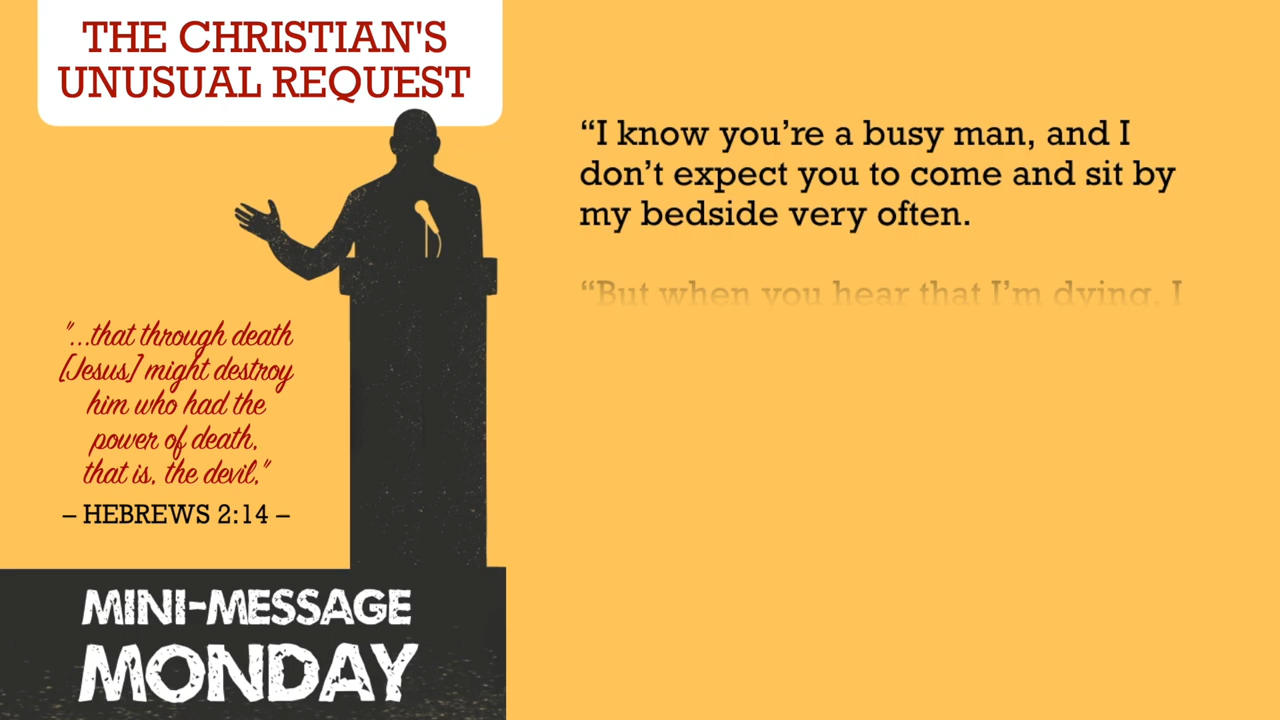 THE CHRISTIAN'S
UNUSUAL REQUEST
"...that through death
[Jesus] might destroy
him who had the
power of death,
that is, the devil,"
– HEBREWS 2:14 –
MINI-MESSAGE
MONDAY
“I know you’re a busy man, and I
don’t expect you to come and sit by
my bedside very often.
“But when you hear that I’m dying, I